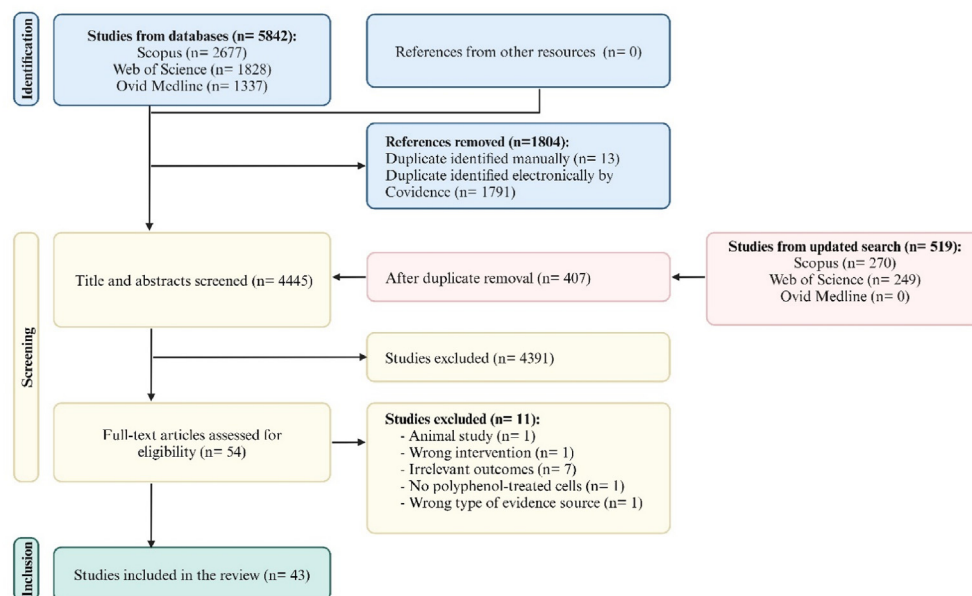 Identification
Studies from databases (n= 5842):
Scopus (n= 2677)
Web of Science (n= 1828)
Ovid Medline (n= 1337)
References from other resources (n= 0)
References removed (n=1804):
Duplicate identified manually (n= 13)
Duplicate identified electronically by
Covidence (n= 1791)
Screening
Title and abstracts screened (n= 4445)
After duplicate removal (n= 407)
Studies from updated search (n= 519):
Scopus (n= 270)
Web of Science (n= 249)
Ovid Medline (n= 0)
Studies excluded (n= 4391)
Full-text articles assessed for
eligibility (n= 54)
Studies excluded (n= 11):
- Animal study (n= 1)
- Wrong intervention (n= 1)
- Irrelevant outcomes (n= 7)
- No polyphenol-treated cells (n= 1)
- Wrong type of evidence source (n= 1)
Inclusion
Studies included in the review (n= 43)